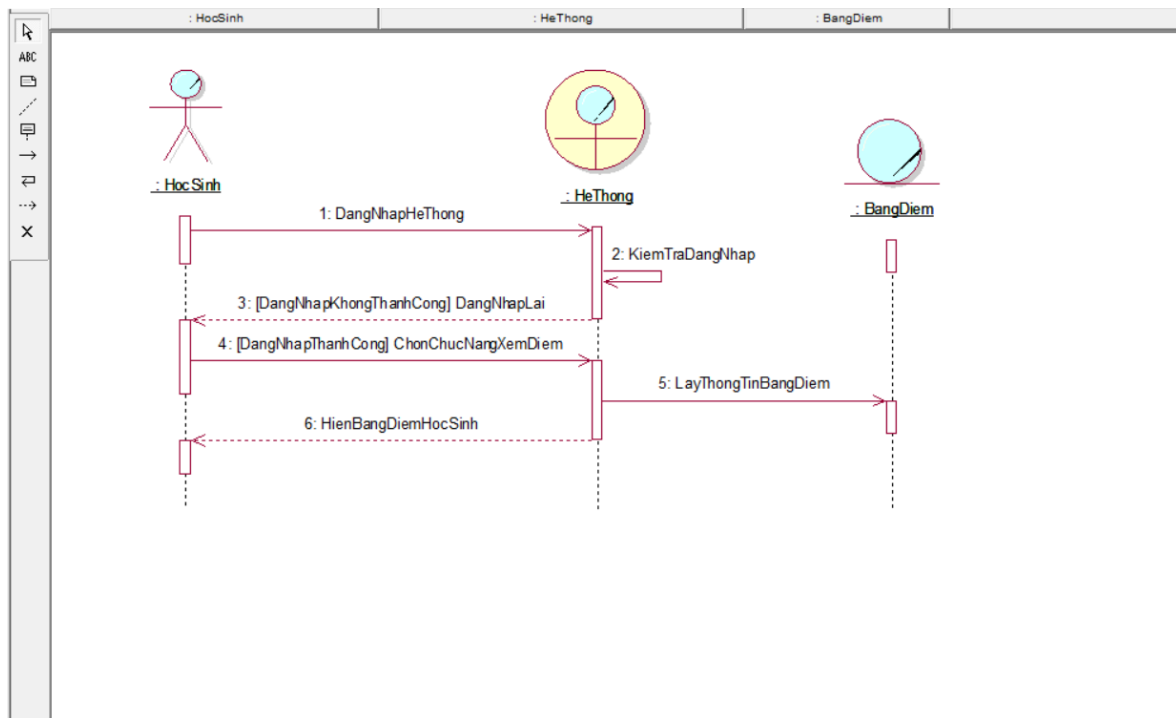 : HocSinh
: HeThong
: BangDiem
ABC
: HocSinh
: HeThong
: BangDiem
1: DangNhapHeThong
2: KiemTraDangNhap
3: [DangNhapKhongThanhCong] DangNhapLai
4: [DangNhapThanhCong] ChonChucNangXemDiem
5: LayThongTinBangDiem
6: HienBangDiemHocSinh